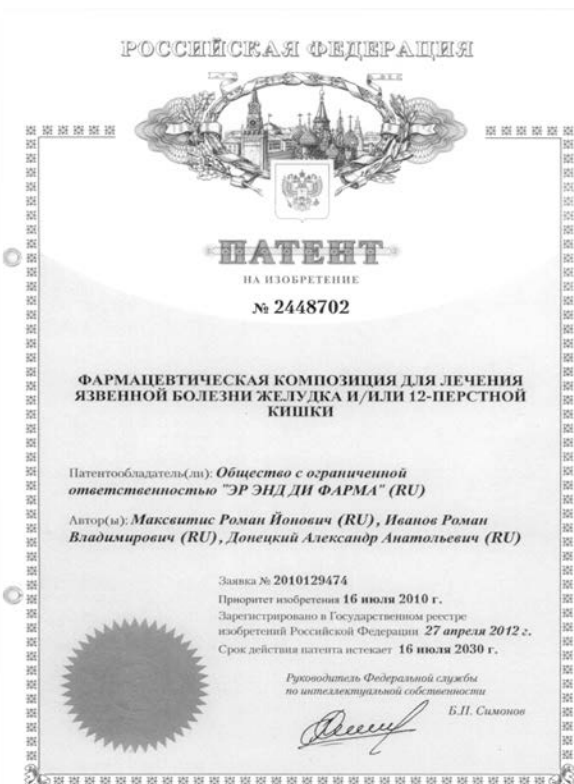 РОССИЙСКАЯ ФЕДЕРАЦИЯ
ПАТЕНТ
НА ИЗОБРЕТЕНИЕ
№ 2448702
ФАРМАЦЕВТИЧЕСКАЯ КОМПОЗИЦИЯ ДЛЯ ЛЕЧЕНИЯ
ЯЗВЕННОЙ БОЛЕЗНИ ЖЕЛУДКА И/ИЛИ 12-ПЕРСТНОЙ
КИШКИ
Патентообладатель(ли): Общество с ограниченной
ответственностью "ЭР ЭНД ДИ ФАРМА" (RU)
Автор(ы): Максвитис Роман Йонович (RU), Иванов Роман
Владимирович (RU), Донецкий Александр Анатольевич (RU)
Заявка № 2010129474
Приоритет изобретения 16 июля 2010 г.
Зарегистрировано в Государственном реестре
изобретений Российской Федерации 27 апреля 2012 г.
Срок действия патента истекает 16 июля 2030 г.
Руководитель Федеральной службы
по интеллектуальной собственности
Б.П. Симонов